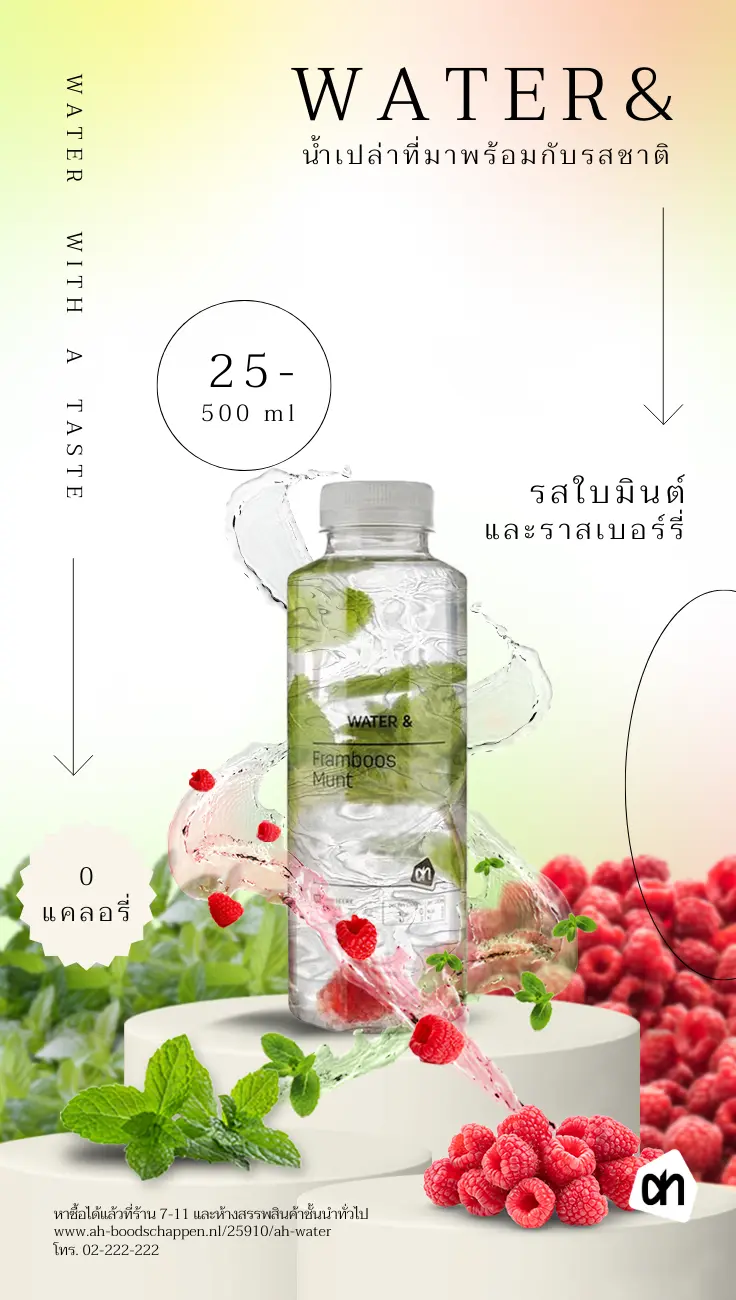 WATER&
น้ำเปล่าที่มาพร้อมกับรสชาติ
WATER WITH A TASTE
25-
500 ml
รสใบมินต์
และราสเบอร์รี่
WATER &
Framboos
Munt
0
แคลอรี่
หาซื้อได้แล้วที่ร้าน 7-11 และห้างสรรพสินค้าชั้นนำทั่วไป
www.ah-boodschappen.nl/25910/ah-water
โทร. 02-222-222